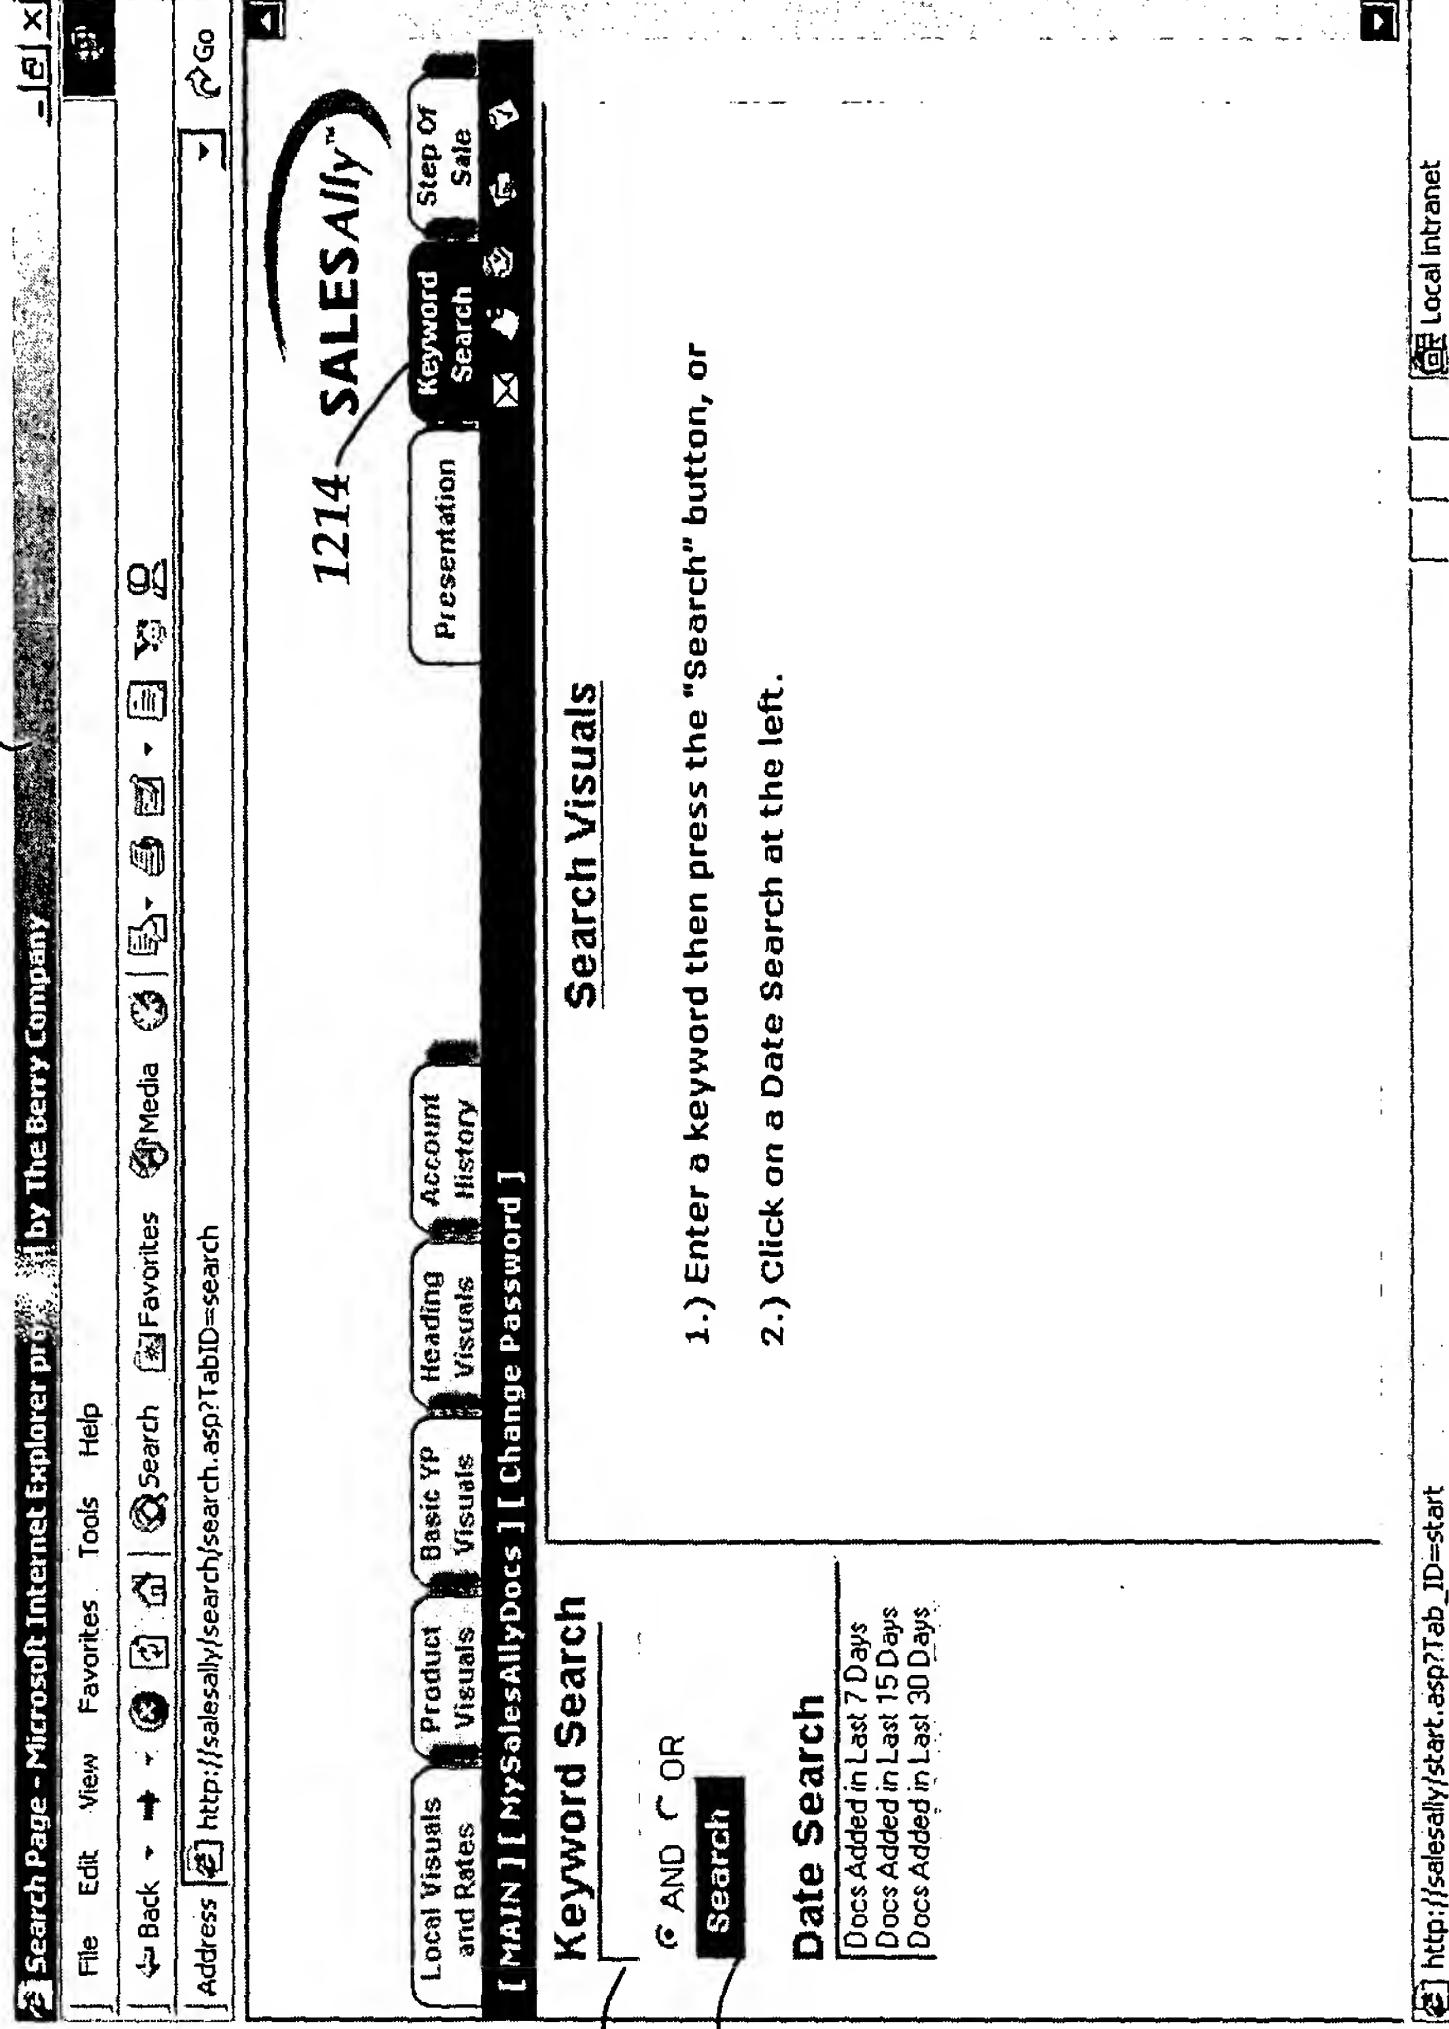 Search Page - Microsoft Internet Explorer pro by The Berry Company
File Edit View Favorites Tools Help
Back Search Favorites Media
Address http://salesally/search/search.asp?TabID=search Go
1214
SALESAlly™
Local Visuals and Rates
Product Visuals
Basic YP Visuals
Heading Visuals
Account History
Presentation
Keyword Search
Step Of Sale
[ MAIN ] [ MySalesAllyDocs ] [ Change Password ]
Keyword Search
AND OR
Search
Date Search
Docs Added in Last 7 Days
Docs Added in Last 15 Days
Docs Added in Last 30 Days
Search Visuals
1.) Enter a keyword then press the "Search" button, or
2.) Click on a Date Search at the left.
http://salesally/start.asp?Tab_ID=start Local intranet